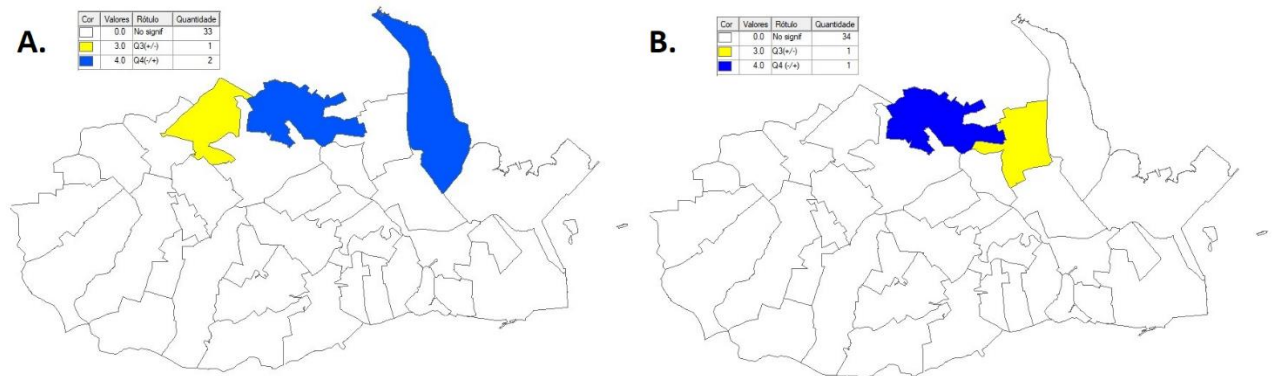 A.
Cor Valores Rótulo Quantidade
0.0 No signif 33
3.0 Q3(+/-) 1
4.0 Q4(-/+) 2
B.
Cor Valores Rótulo Quantidade
0.0 No signif 34
3.0 Q3(+/-) 1
4.0 Q4 (-/+) 1